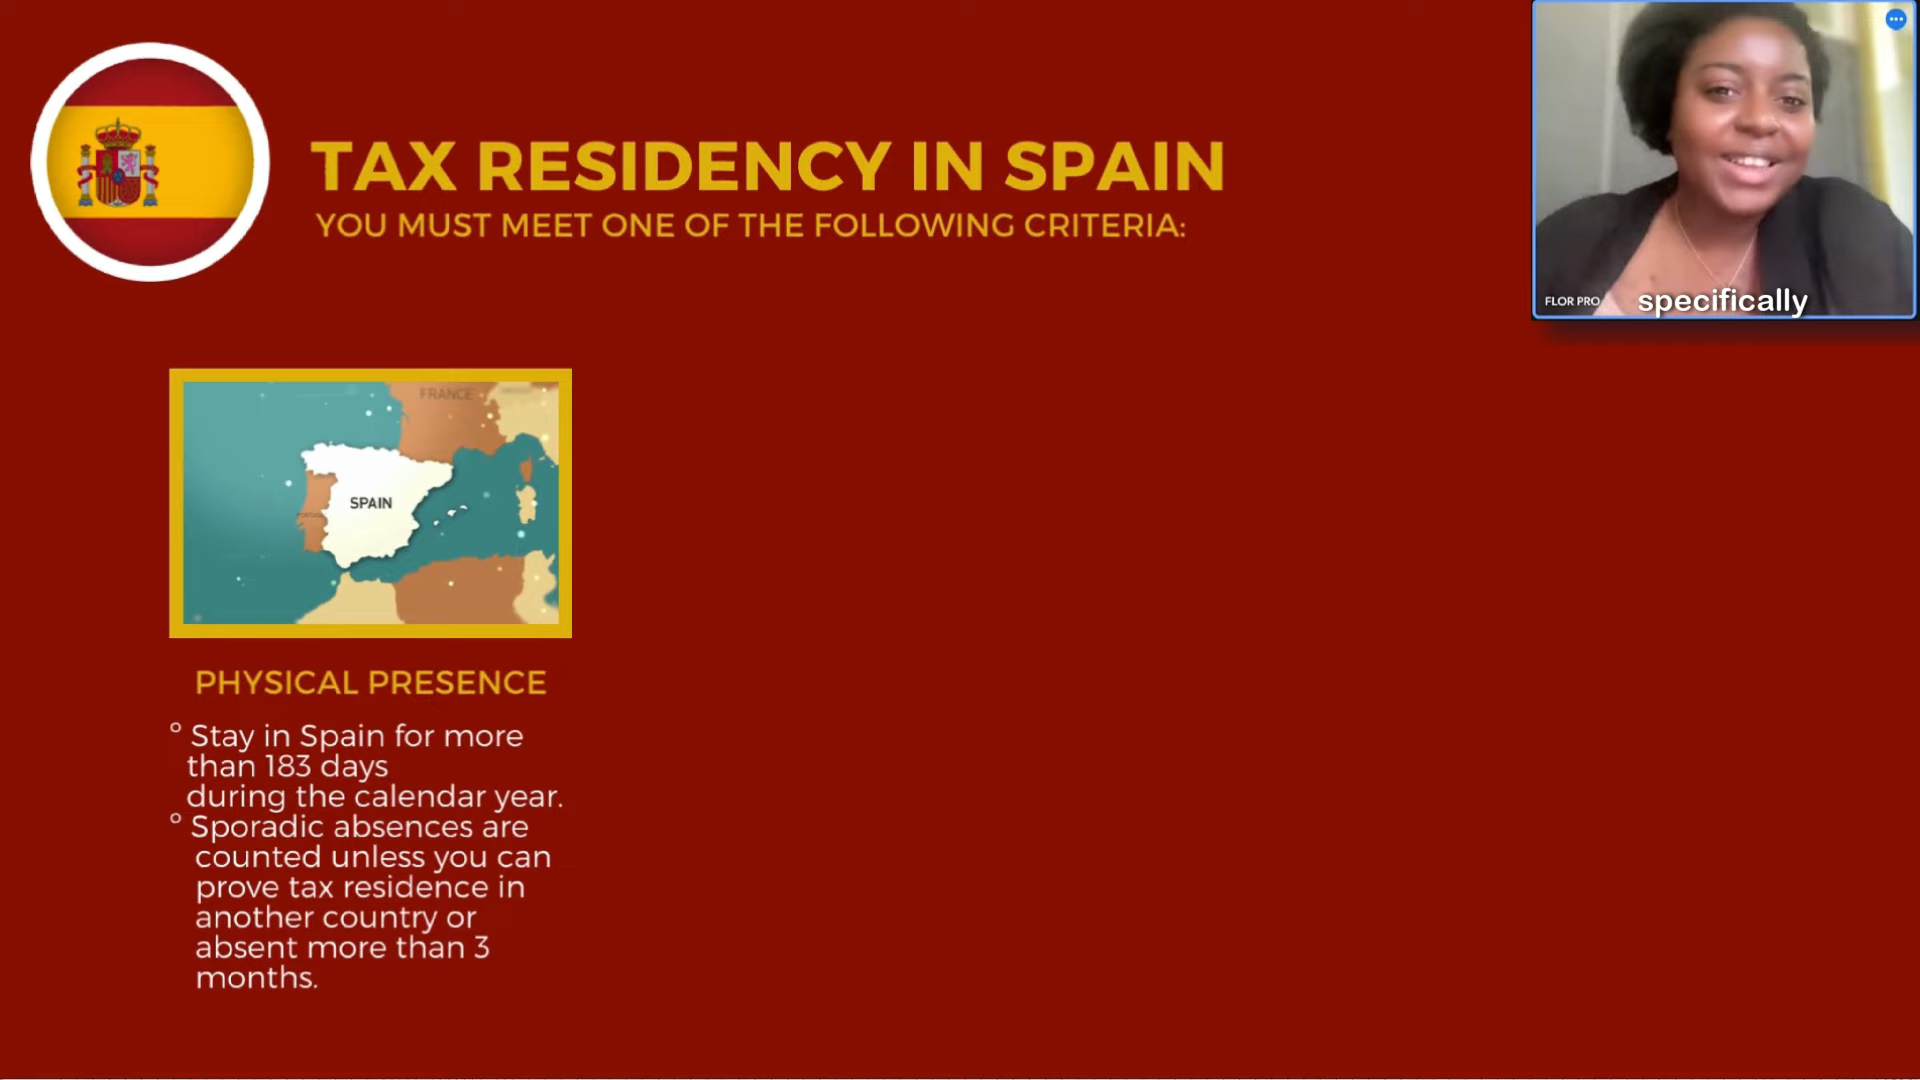 TAX RESIDENCY IN SPAIN
YOU MUST MEET ONE OF THE FOLLOWING CRITERIA:
FLOR PRO
specifically
FRANCE
SPAIN
PORTUGAL
PHYSICAL PRESENCE
° Stay in Spain for more
than 183 days
during the calendar year.
° Sporadic absences are
counted unless you can
prove tax residence in
another country or
absent more than 3
months.